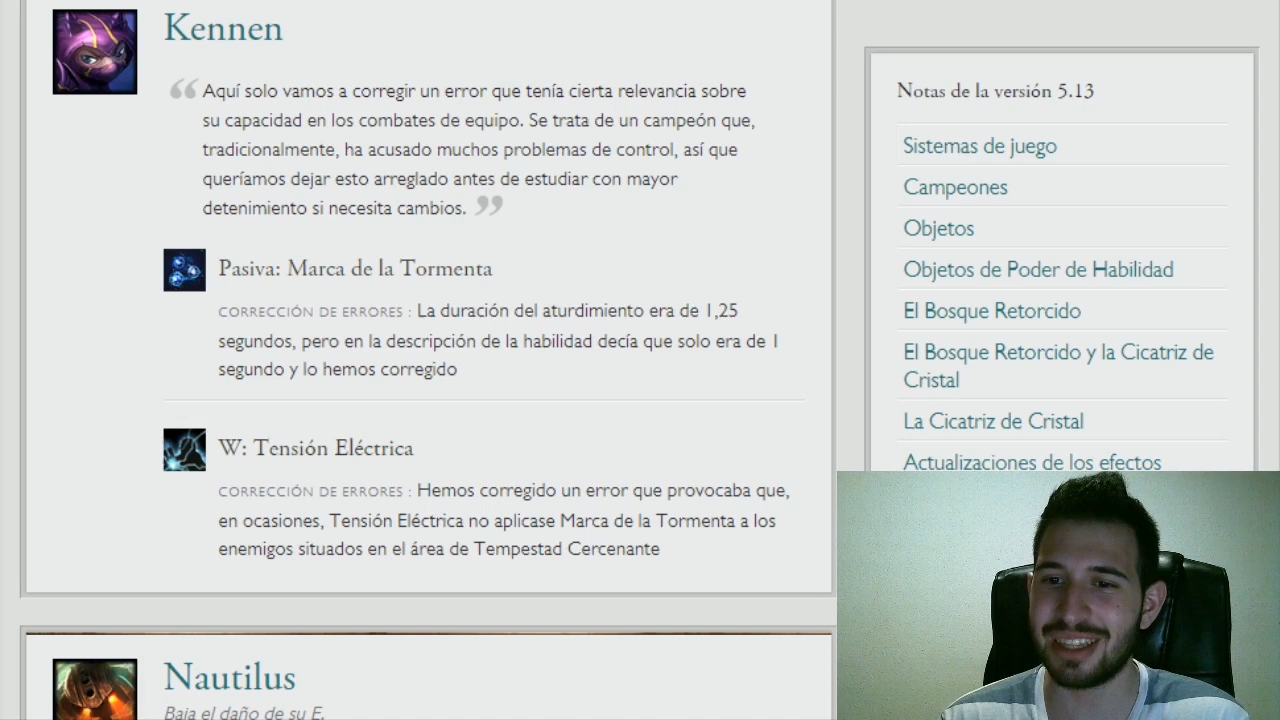 Kennen
“ Aquí solo vamos a corregir un error que tenía cierta relevancia sobre
su capacidad en los combates de equipo. Se trata de un campeón que,
tradicionalmente, ha acusado muchos problemas de control, así que
queríamos dejar esto arreglado antes de estudiar con mayor
detenimiento si necesita cambios. ”
Pasiva: Marca de la Tormenta
CORRECCIÓN DE ERRORES : La duración del aturdimiento era de 1,25
segundos, pero en la descripción de la habilidad decía que solo era de 1
segundo y lo hemos corregido
W: Tensión Eléctrica
CORRECCIÓN DE ERRORES : Hemos corregido un error que provocaba que,
en ocasiones, Tensión Eléctrica no aplicase Marca de la Tormenta a los
enemigos situados en el área de Tempestad Cercenante
Nautilus
Baja el daño de su E.
Notas de la versión 5.13
Sistemas de juego
Campeones
Objetos
Objetos de Poder de Habilidad
El Bosque Retorcido
El Bosque Retorcido y la Cicatriz de
Cristal
La Cicatriz de Cristal
Actualizaciones de los efectos